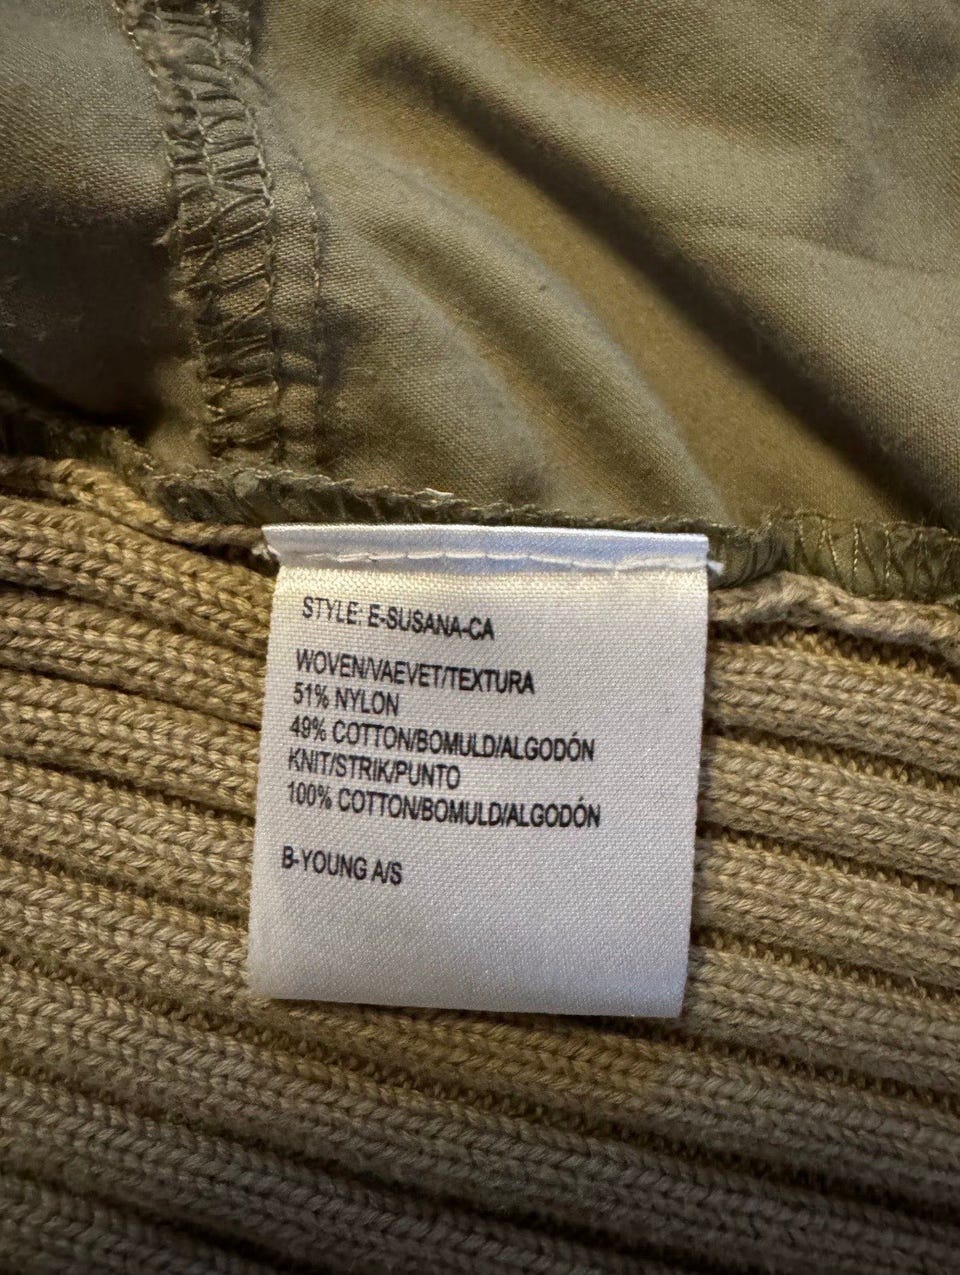 STYLE: E-SUSANA-CA
WOVEN/VAEVET/TEXTURA
51% NYLON
49% COTTON/BOMULD/ALGODÓN
KNIT/STRIK/PUNTO
100% COTTON/BOMULD/ALGODÓN
B-YOUNG A/S